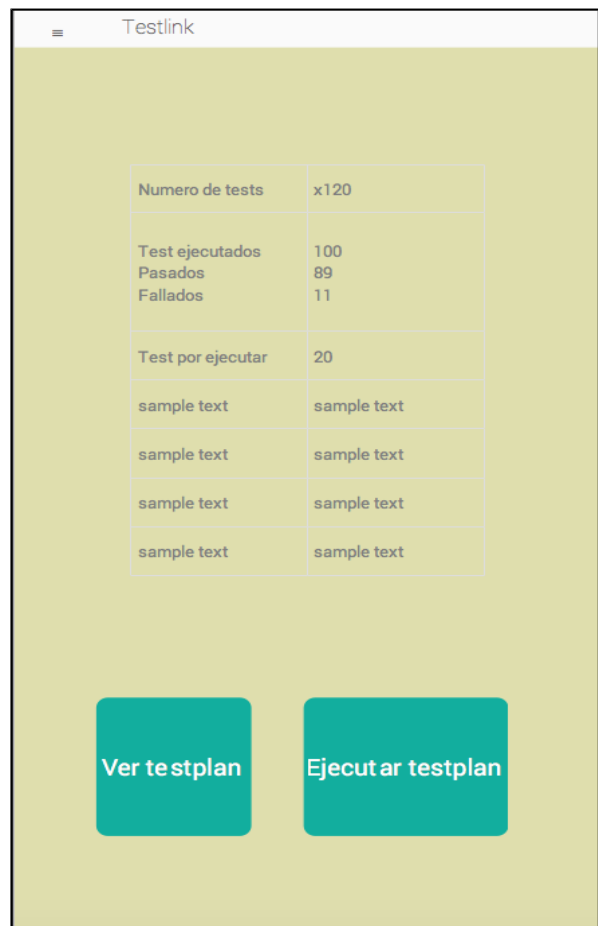 Testlink
Numero de tests x120
Test ejecutados 100
Pasados 89
Fallados 11
Test por ejecutar 20
sample text sample text
sample text sample text
sample text sample text
sample text sample text
Ver testplan Ejecutar testplan